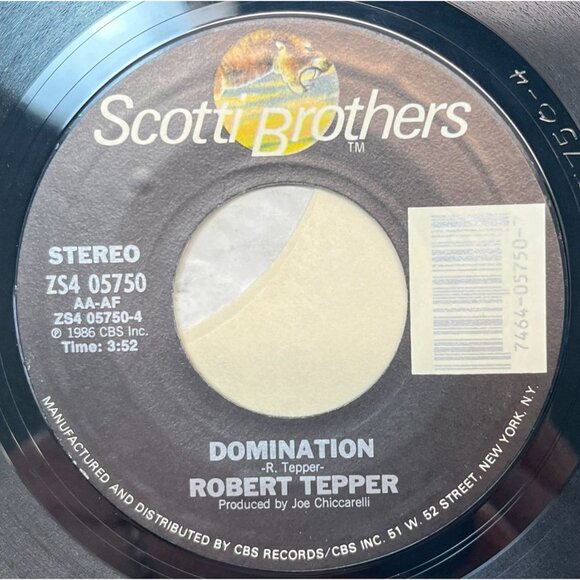 Scotti Brothers
TM
STEREO
ZS4 05750
AA-AF
ZS4 05750-4
℗ 1986 CBS Inc.
Time: 3:52
7464-05750-7
DOMINATION
-R. Tepper-
ROBERT TEPPER
Produced by Joe Chiccarelli
MANUFACTURED AND DISTRIBUTED BY CBS RECORDS/CBS INC. 51 W. 52 STREET, NEW YORK, N.Y.
750-4